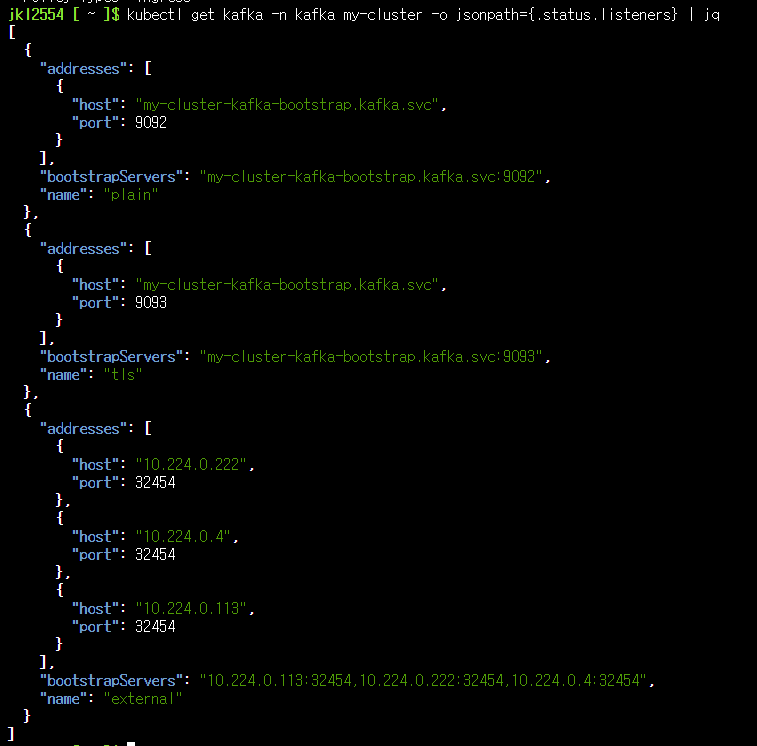 jkl2554 [ ~ ]$ kubectl get kafka -n kafka my-cluster -o jsonpath={.status.listeners} | jq
[
  {
    "addresses": [
      {
        "host": "my-cluster-kafka-bootstrap.kafka.svc",
        "port": 9092
      }
    ],
    "bootstrapServers": "my-cluster-kafka-bootstrap.kafka.svc:9092",
    "name": "plain"
  },
  {
    "addresses": [
      {
        "host": "my-cluster-kafka-bootstrap.kafka.svc",
        "port": 9093
      }
    ],
    "bootstrapServers": "my-cluster-kafka-bootstrap.kafka.svc:9093",
    "name": "tls"
  },
  {
    "addresses": [
      {
        "host": "10.224.0.222",
        "port": 32454
      },
      {
        "host": "10.224.0.4",
        "port": 32454
      },
      {
        "host": "10.224.0.113",
        "port": 32454
      }
    ],
    "bootstrapServers": "10.224.0.113:32454,10.224.0.222:32454,10.224.0.4:32454",
    "name": "external"
  }
]